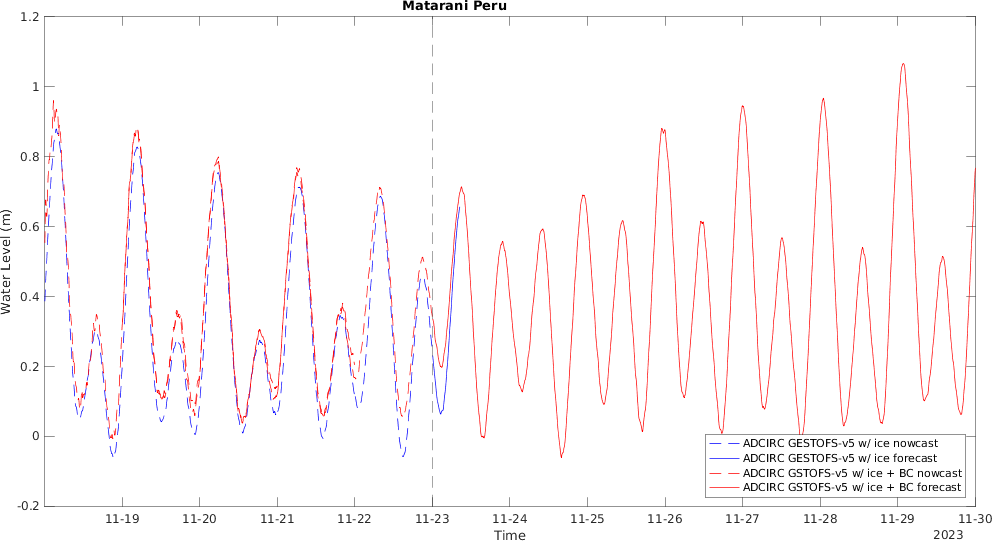 Matarani Peru
1.2
1
0.8
0.6
0.4
0.2
0
-0.2
Water Level (m)
ADCIRC GESTOFS-v5 w/ ice nowcast
ADCIRC GESTOFS-v5 w/ ice forecast
ADCIRC GSTOFS-v5 w/ ice + BC nowcast
ADCIRC GSTOFS-v5 w/ ice + BC forecast
11-19 11-20 11-21 11-22 11-23 11-24 11-25 11-26 11-27 11-28 11-29 11-30
Time
2023